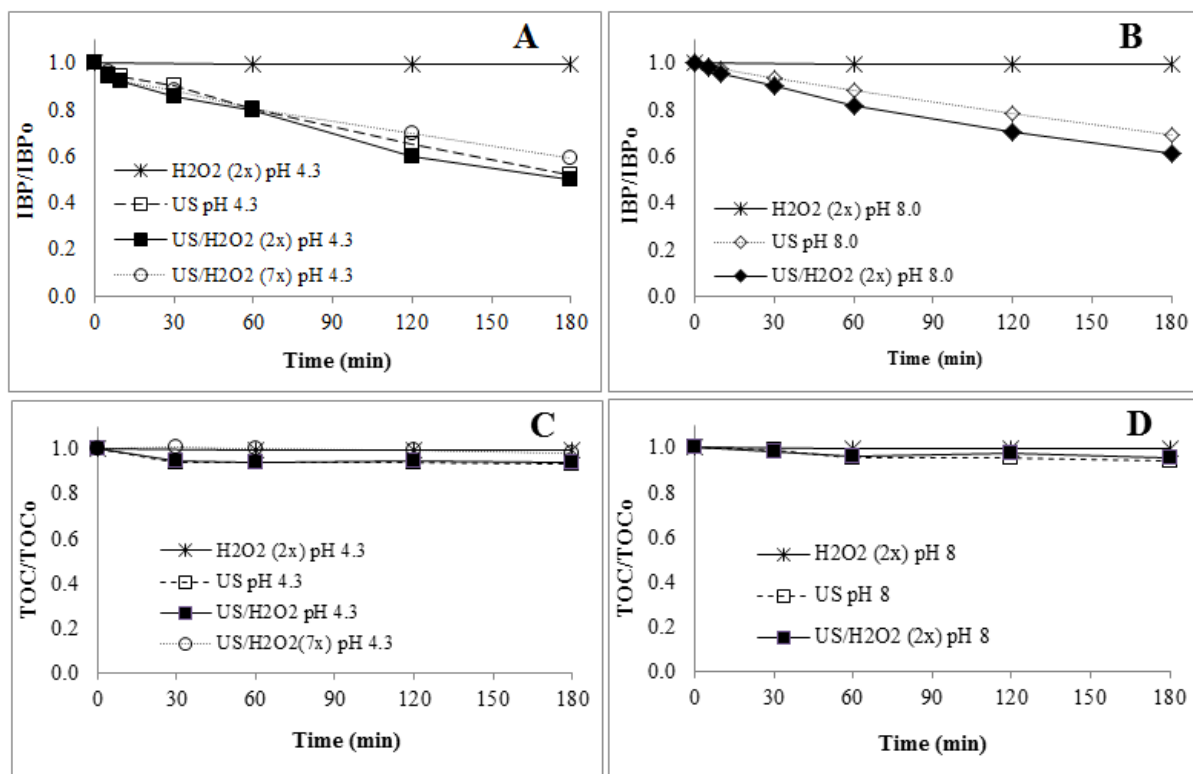 A
IBP/IBPo
1.0
0.8
0.6
0.4
0.2
0.0
H2O2 (2x) pH 4.3
US pH 4.3
US/H2O2 (2x) pH 4.3
US/H2O2 (7x) pH 4.3
0 30 60 90 120 150 180
Time (min)
B
IBP/IBPo
1.0
0.8
0.6
0.4
0.2
0.0
H2O2 (2x) pH 8.0
US pH 8.0
US/H2O2 (2x) pH 8.0
0 30 60 90 120 150 180
Time (min)
C
TOC/TOCo
1.0
0.8
0.6
0.4
0.2
0.0
H2O2 (2x) pH 4.3
US pH 4.3
US/H2O2 pH 4.3
US/H2O2(7x) pH 4.3
0 30 60 90 120 150 180
Time (min)
D
TOC/TOCo
1.0
0.8
0.6
0.4
0.2
0.0
H2O2 (2x) pH 8
US pH 8
US/H2O2 (2x) pH 8
0 30 60 90 120 150 180
Time (min)